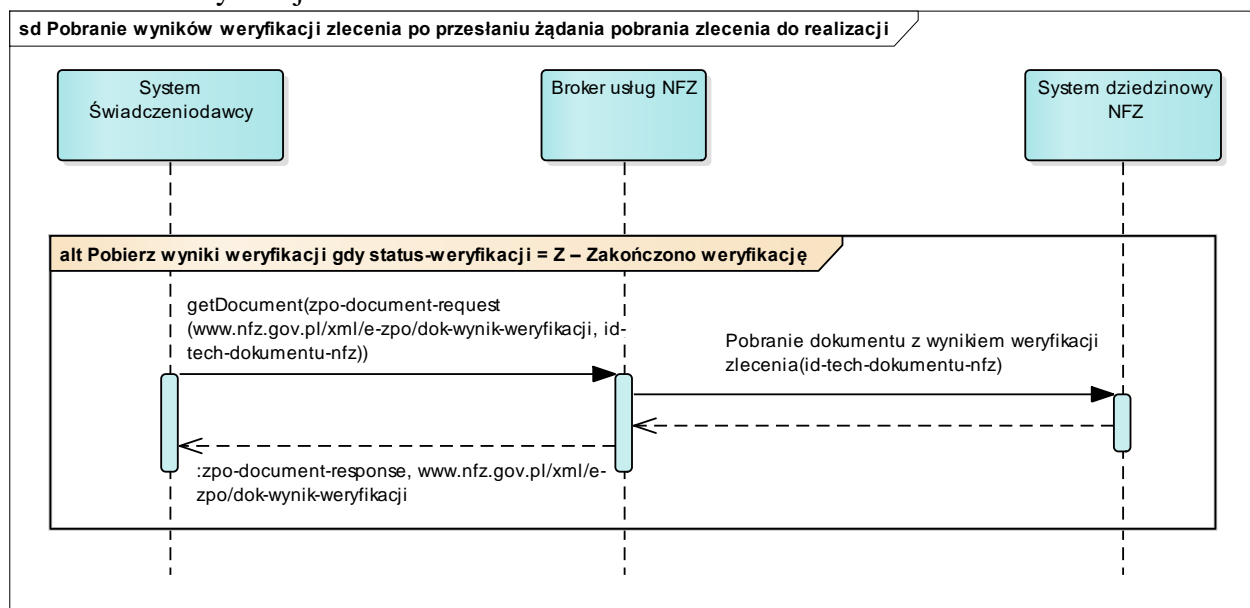 sd Pobranie wyników weryfikacji zlecenia po przesłaniu żądania pobrania zlecenia do realizacji
System
Świadczeniodawcy
Broker usług NFZ
System dziedzinowy
NFZ
alt Pobierz wyniki weryfikacji gdy status-weryfikacji = Z – Zakończono weryfikację
getDocument(zpo-document-request
(www.nfz.gov.pl/xml/e-zpo/dok-wynik-weryfikacji, id-
tech-dokumentu-nfz))
Pobranie dokumentu z wynikiem weryfikacji
zlecenia(id-tech-dokumentu-nfz)
:zpo-document-response, www.nfz.gov.pl/xml/e-
zpo/dok-wynik-weryfikacji